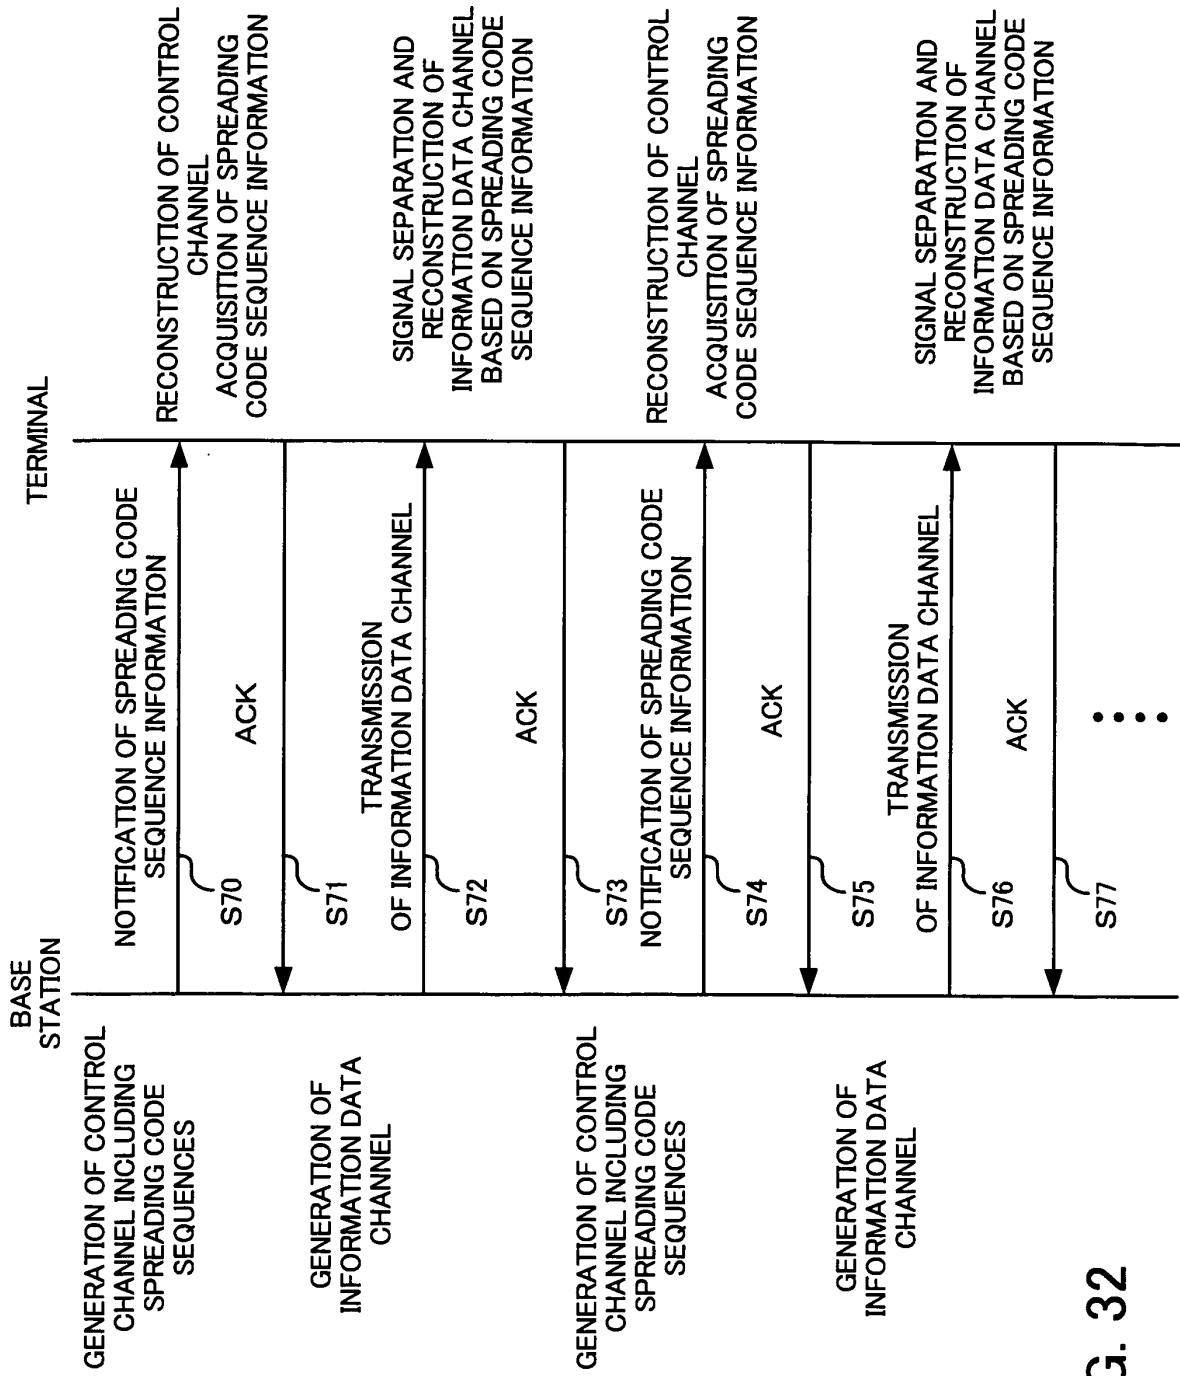 BASE
STATION
TERMINAL
GENERATION OF CONTROL
CHANNEL INCLUDING
SPREADING CODE
SEQUENCES
NOTIFICATION OF SPREADING CODE
SEQUENCE INFORMATION
S70
RECONSTRUCTION OF CONTROL
CHANNEL
ACQUISITION OF SPREADING
CODE SEQUENCE INFORMATION
ACK
S71
GENERATION OF
INFORMATION DATA
CHANNEL
TRANSMISSION
OF INFORMATION DATA CHANNEL
S72
SIGNAL SEPARATION AND
RECONSTRUCTION OF
INFORMATION DATA CHANNEL
BASED ON SPREADING CODE
SEQUENCE INFORMATION
ACK
S73
GENERATION OF CONTROL
CHANNEL INCLUDING
SPREADING CODE
SEQUENCES
NOTIFICATION OF SPREADING CODE
SEQUENCE INFORMATION
S74
RECONSTRUCTION OF CONTROL
CHANNEL
ACQUISITION OF SPREADING
CODE SEQUENCE INFORMATION
ACK
S75
GENERATION OF
INFORMATION DATA
CHANNEL
TRANSMISSION
OF INFORMATION DATA CHANNEL
S76
SIGNAL SEPARATION AND
RECONSTRUCTION OF
INFORMATION DATA CHANNEL
BASED ON SPREADING CODE
SEQUENCE INFORMATION
ACK
S77
G. 32